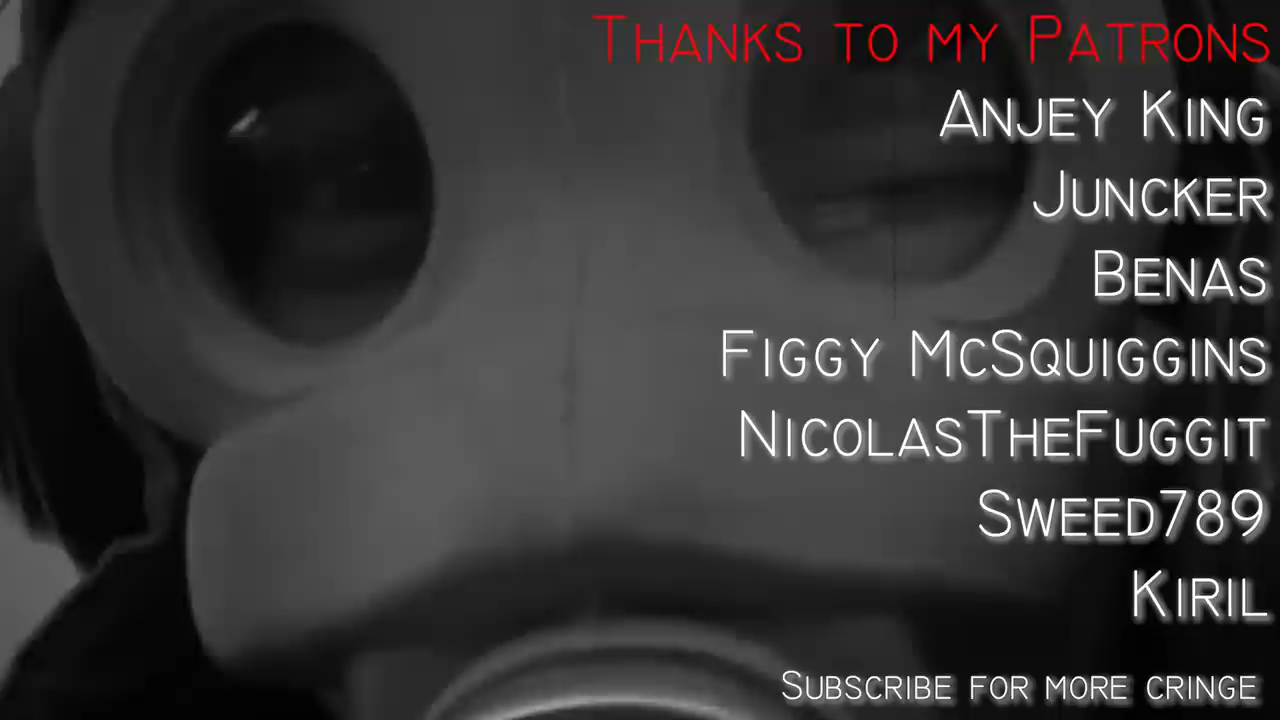 Thanks to my Patrons
Anjey King
Juncker
Benas
Figgy McSquiggins
NicolasTheFuggit
Sweed789
Kiril
Subscribe for more cringe